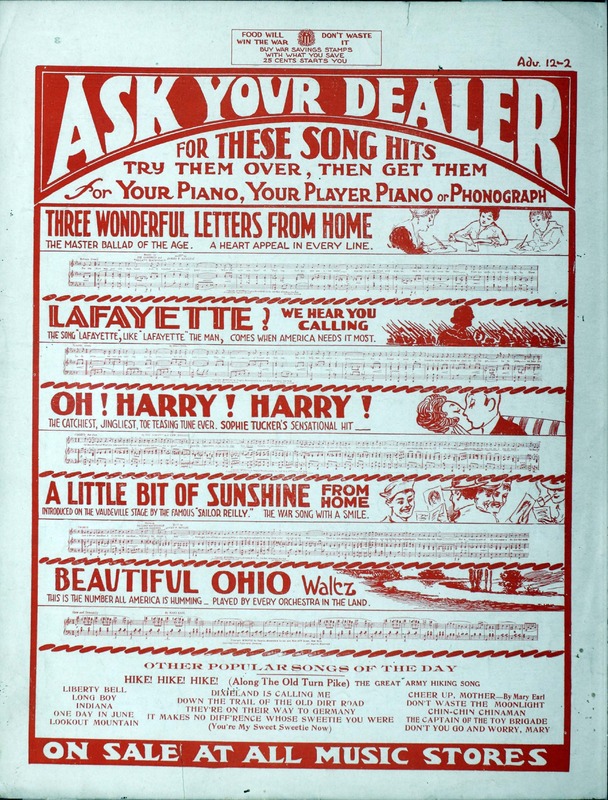 FOOD WILL DON'T WASTE
WIN THE WAR IT
BUY WAR SAVINGS STAMPS
WITH WHAT YOU SAVE
25 CENTS STARTS YOU
Adv. 12-2
ASK YOUR DEALER
FOR THESE SONG HITS
TRY THEM OVER, THEN GET THEM
For YOUR PIANO, YOUR PLAYER PIANO or PHONOGRAPH
THREE WONDERFUL LETTERS FROM HOME
THE MASTER BALLAD OF THE AGE. A HEART APPEAL IN EVERY LINE.
LAFAYETTE! WE HEAR YOU
CALLING
THE SONG "LAFAYETTE", LIKE "LAFAYETTE" THE MAN, COMES WHEN AMERICA NEEDS IT MOST.
OH! HARRY! HARRY!
THE CATCHIEST, JINGLIEST, TOE TEASING TUNE EVER. SOPHIE TUCKER'S SENSATIONAL HIT
A LITTLE BIT OF SUNSHINE FROM
HOME
INTRODUCED ON THE VAUDEVILLE STAGE BY THE FAMOUS "SAILOR REILLY." THE WAR SONG WITH A SMILE.
BEAUTIFUL OHIO Waltz
THIS IS THE NUMBER ALL AMERICA IS HUMMING - PLAYED BY EVERY ORCHESTRA IN THE LAND.
OTHER POPULAR SONGS OF THE DAY
HIKE! HIKE! HIKE! (Along The Old Turn Pike) THE GREAT ARMY HIKING SONG
LIBERTY BELL
LONG BOY
INDIANA
ONE DAY IN JUNE
LOOKOUT MOUNTAIN
DIXIELAND IS CALLING ME
DOWN THE TRAIL OF THE OLD DIRT ROAD
THEY'RE ON THEIR WAY TO GERMANY
IT MAKES NO DIFF'RENCE WHOSE SWEETIE YOU WERE
(You're My Sweet Sweetie Now)
CHEER UP, MOTHER—By Mary Earl
DON'T WASTE THE MOONLIGHT
CHIN-CHIN CHINAMAN
THE CAPTAIN OF THE TOY BRIGADE
DON'T YOU GO AND WORRY, MARY
ON SALE AT ALL MUSIC STORES